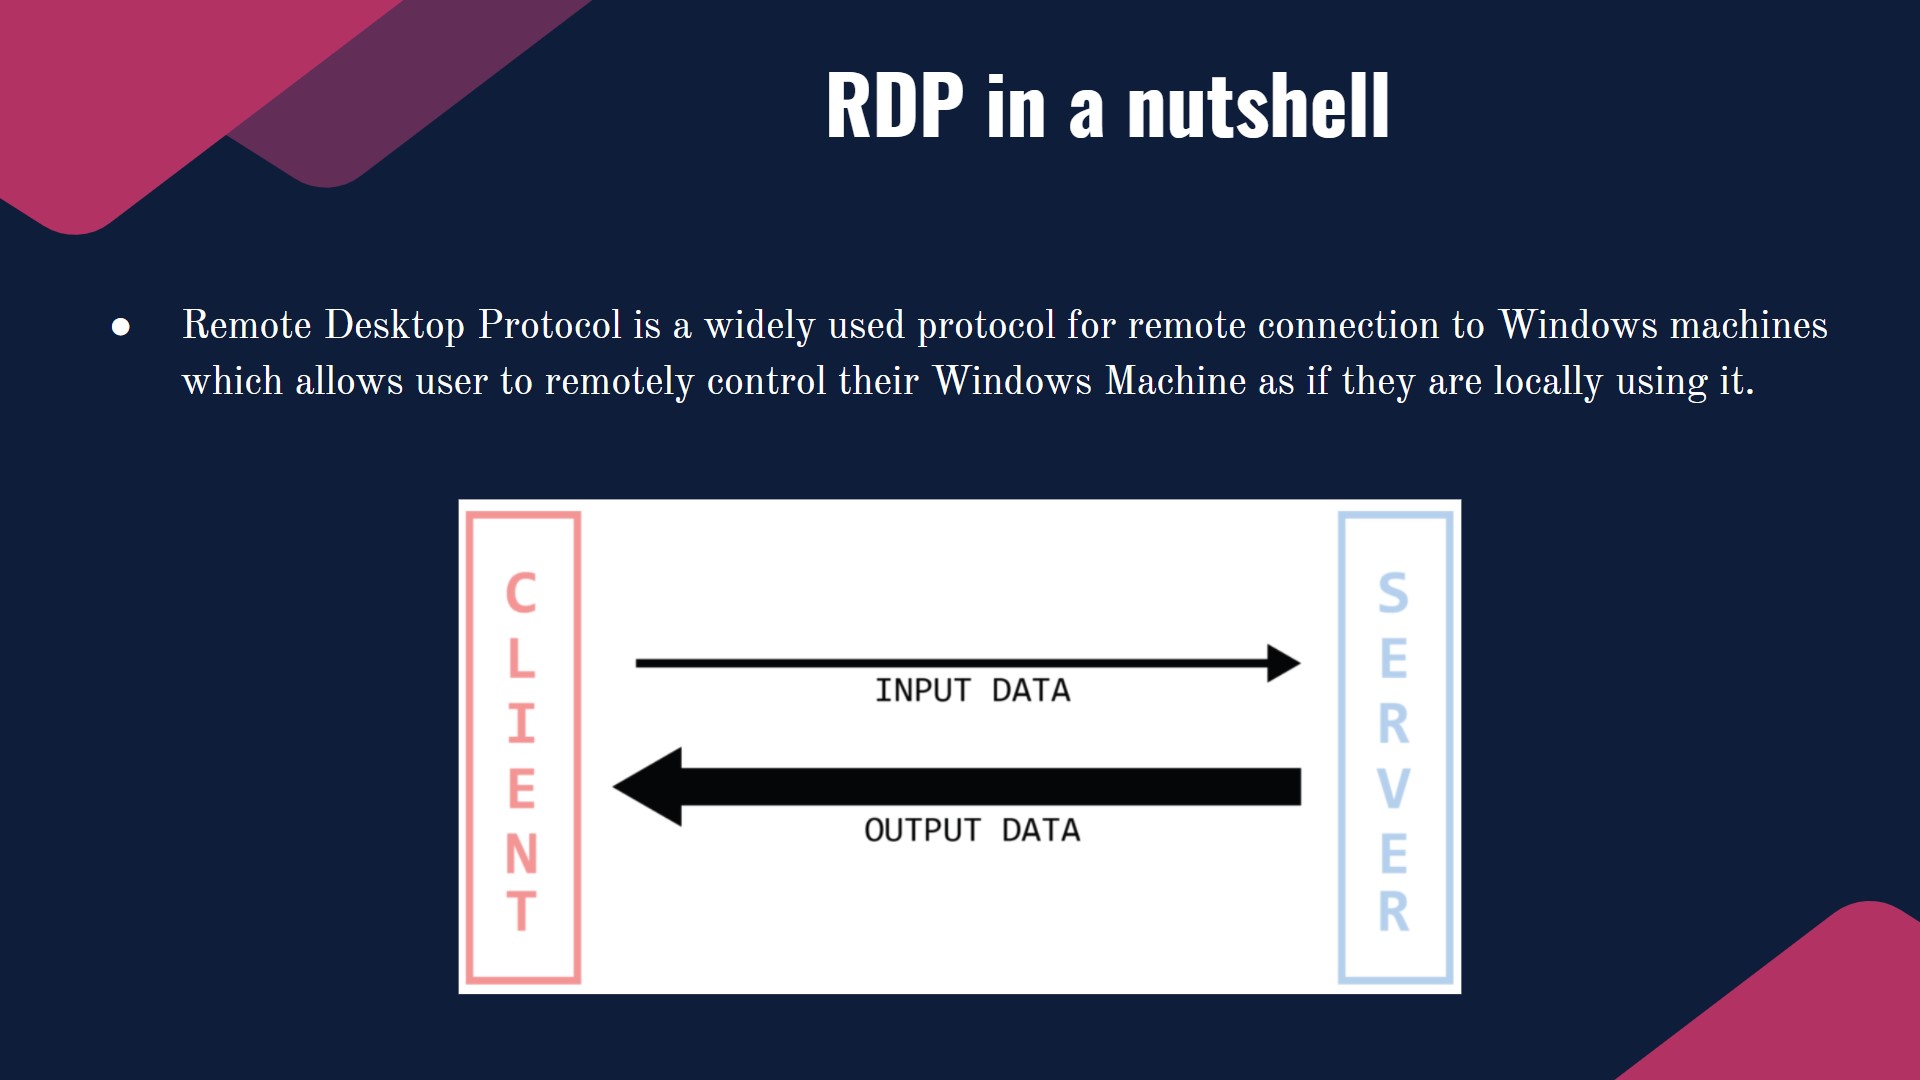 RDP in a nutshell
● Remote Desktop Protocol is a widely used protocol for remote connection to Windows machines
which allows user to remotely control their Windows Machine as if they are locally using it.
CLIENT
INPUT DATA
OUTPUT DATA
SERVER